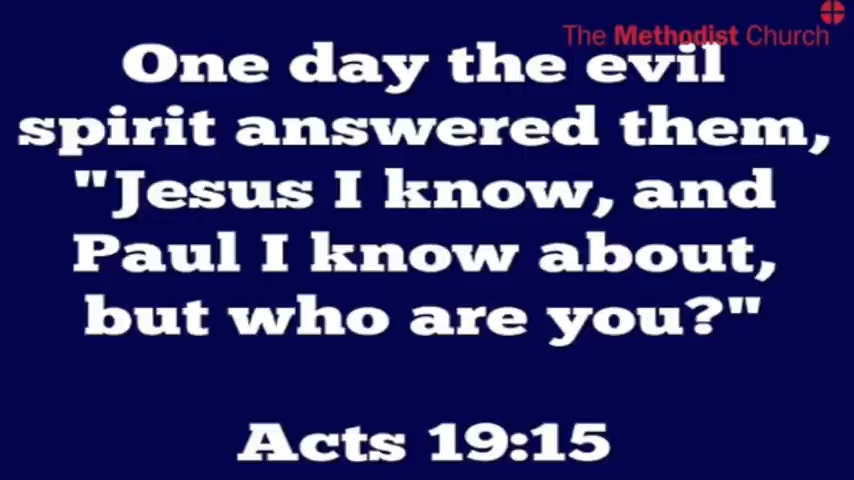 The Methodist Church
One day the evil
spirit answered them,
"Jesus I know, and
Paul I know about,
but who are you?"
Acts 19:15